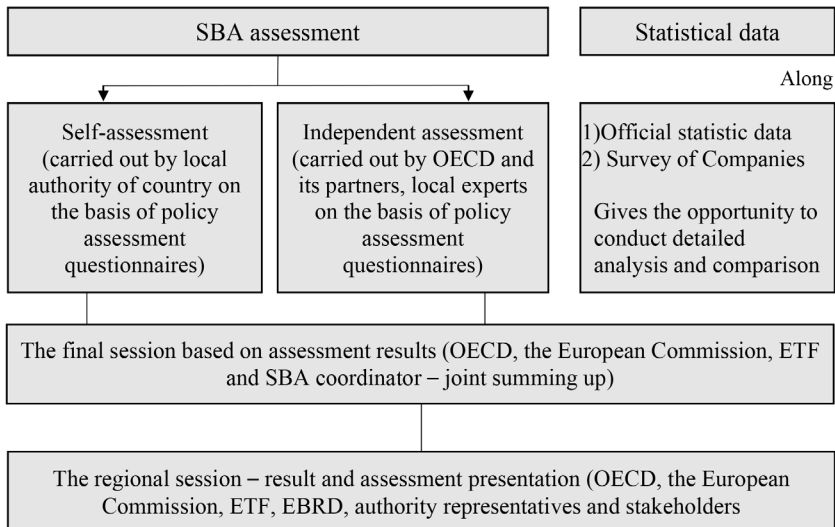 SBA assessment
Statistical data
Along
Self-assessment
(carried out by local
authority of country on
the basis of policy
assessment
questionnaires)
Independent assessment
(carried out by OECD and
its partners, local experts
on the basis of policy
assessment
questionnaires)
1)Official statistic data
2) Survey of Companies
Gives the opportunity to
conduct detailed
analysis and comparison
The final session based on assessment results (OECD, the European Commission, ETF
and SBA coordinator – joint summing up)
The regional session – result and assessment presentation (OECD, the European
Commission, ETF, EBRD, authority representatives and stakeholders